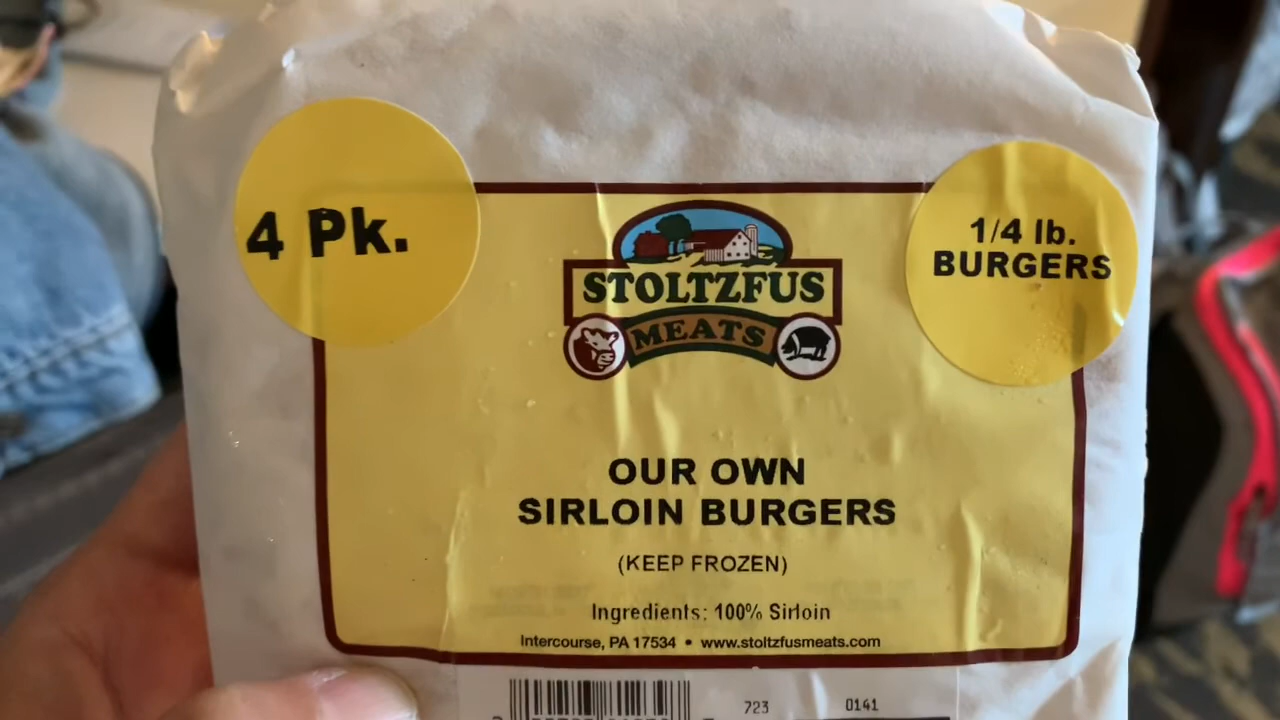 4 Pk.
1/4 lb.
BURGERS
STOLTZFUS
MEATS
OUR OWN
SIRLOIN BURGERS
(KEEP FROZEN)
Ingredients: 100% Sirloin
Intercourse, PA 17534 • www.stoltzfusmeats.com
723 0141